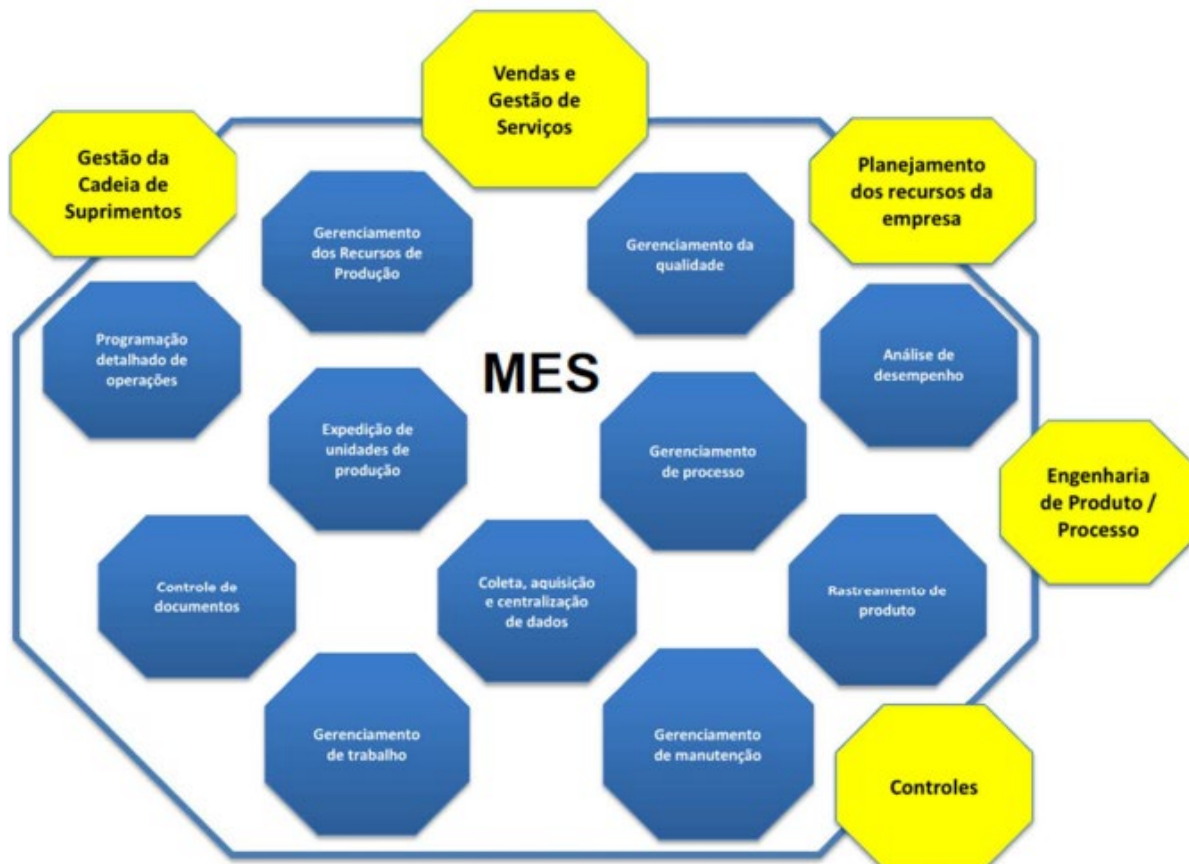 Vendas e
Gestão de
Serviços
Gestão da
Cadeia de
Suprimentos
Planejamento
dos recursos da
empresa
Gerenciamento
dos Recursos de
Produção
Gerenciamento da
qualidade
Programação
detalhado de
operações
MES
Análise de
desempenho
Expedição de
unidades de
produção
Gerenciamento
de processo
Engenharia
de Produto /
Processo
Controle de
documentos
Coleta, aquisição
e centralização
de dados
Rastreamento de
produto
Gerenciamento
de trabalho
Gerenciamento
de manutenção
Controles